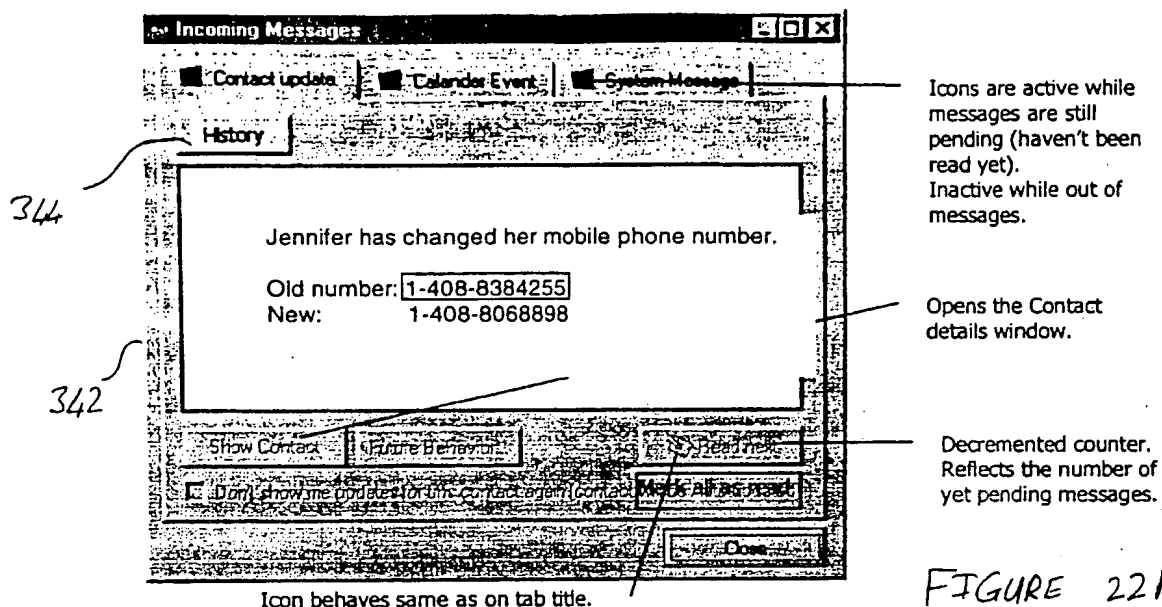 Incoming Messages
Contact update
Calander Event
System Message
History
Jennifer has changed her mobile phone number.
Old number: 1-408-8384255
New: 1-408-8068898
Show Contact
Future Behavior
Read next
Don't show me updates for this contact again (contact
Mark all as read
Close
344
342
Icons are active while
messages are still
pending (haven't been
read yet).
Inactive while out of
messages.
Opens the Contact
details window.
Decremented counter.
Reflects the number of
yet pending messages.
Icon behaves same as on tab title.
FIGURE 22